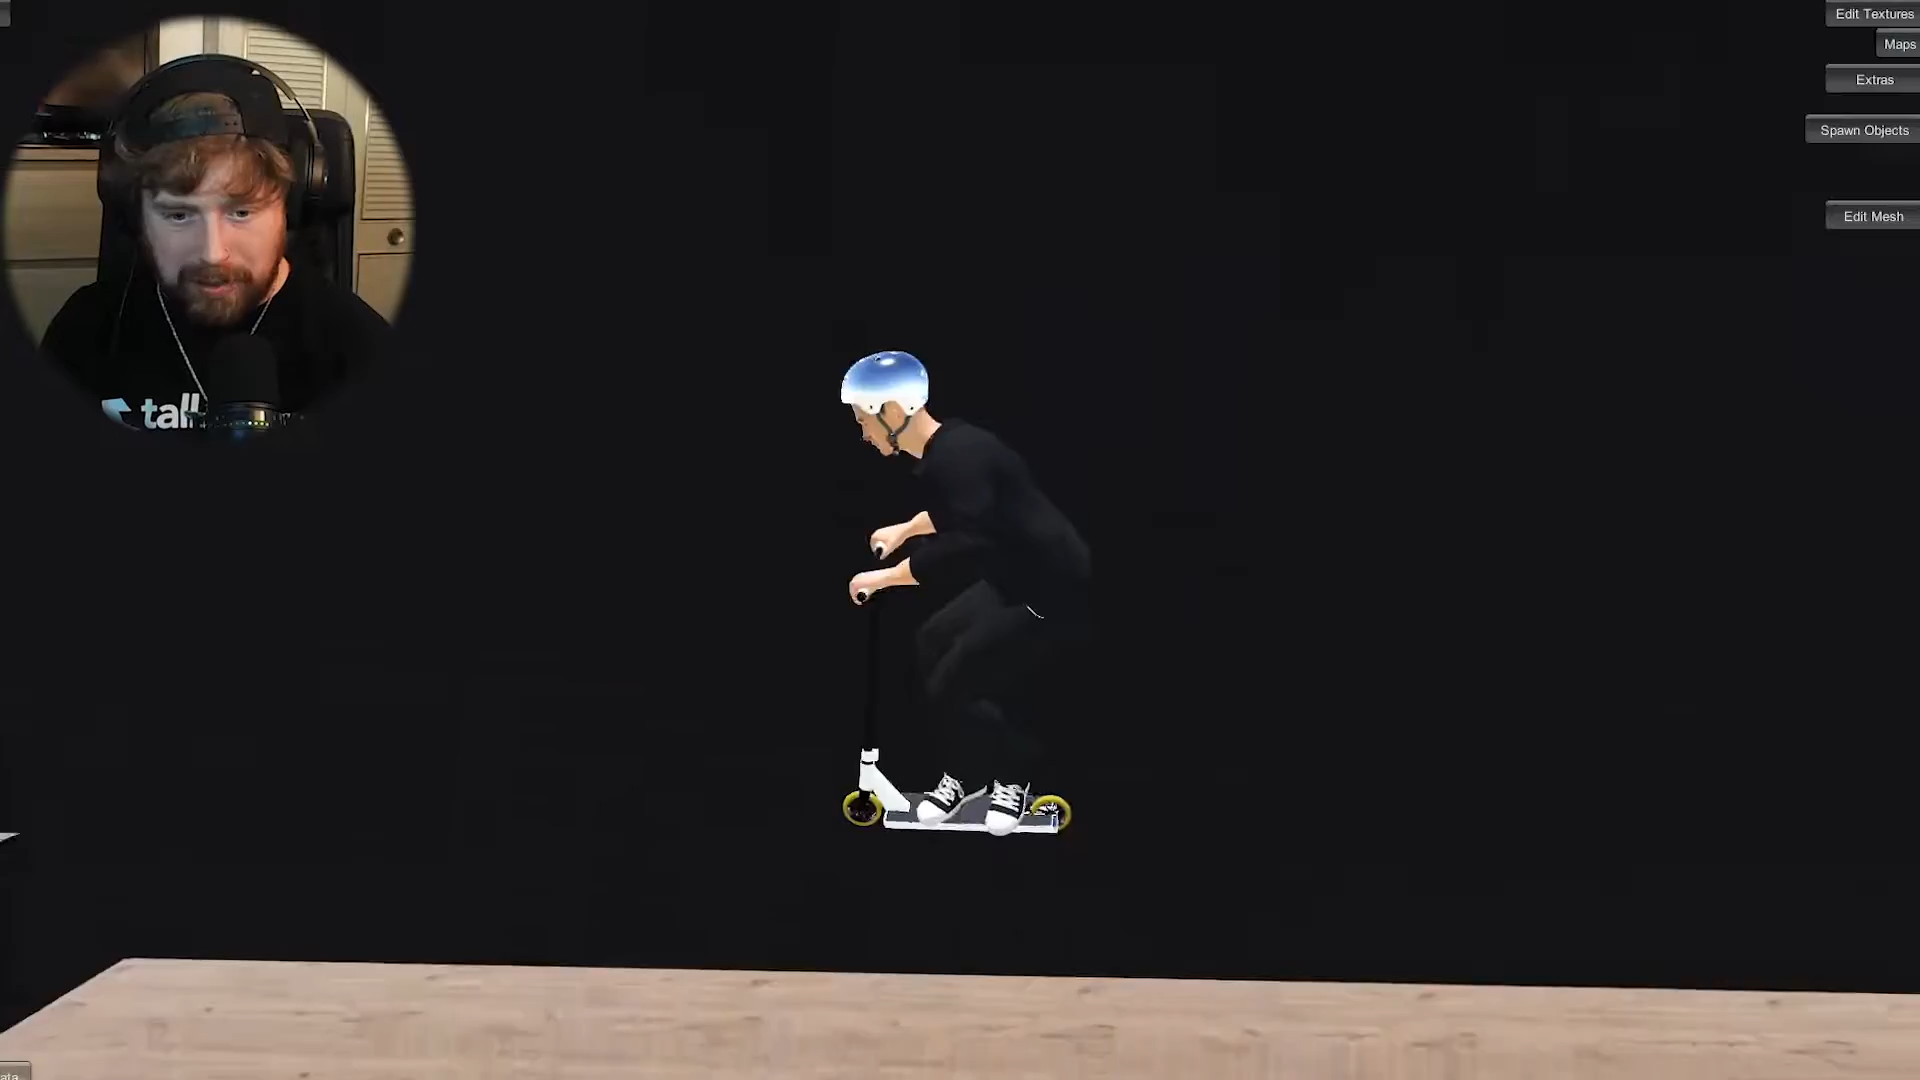 Edit Textures
Maps
Extras
Spawn Objects
Edit Mesh
tall